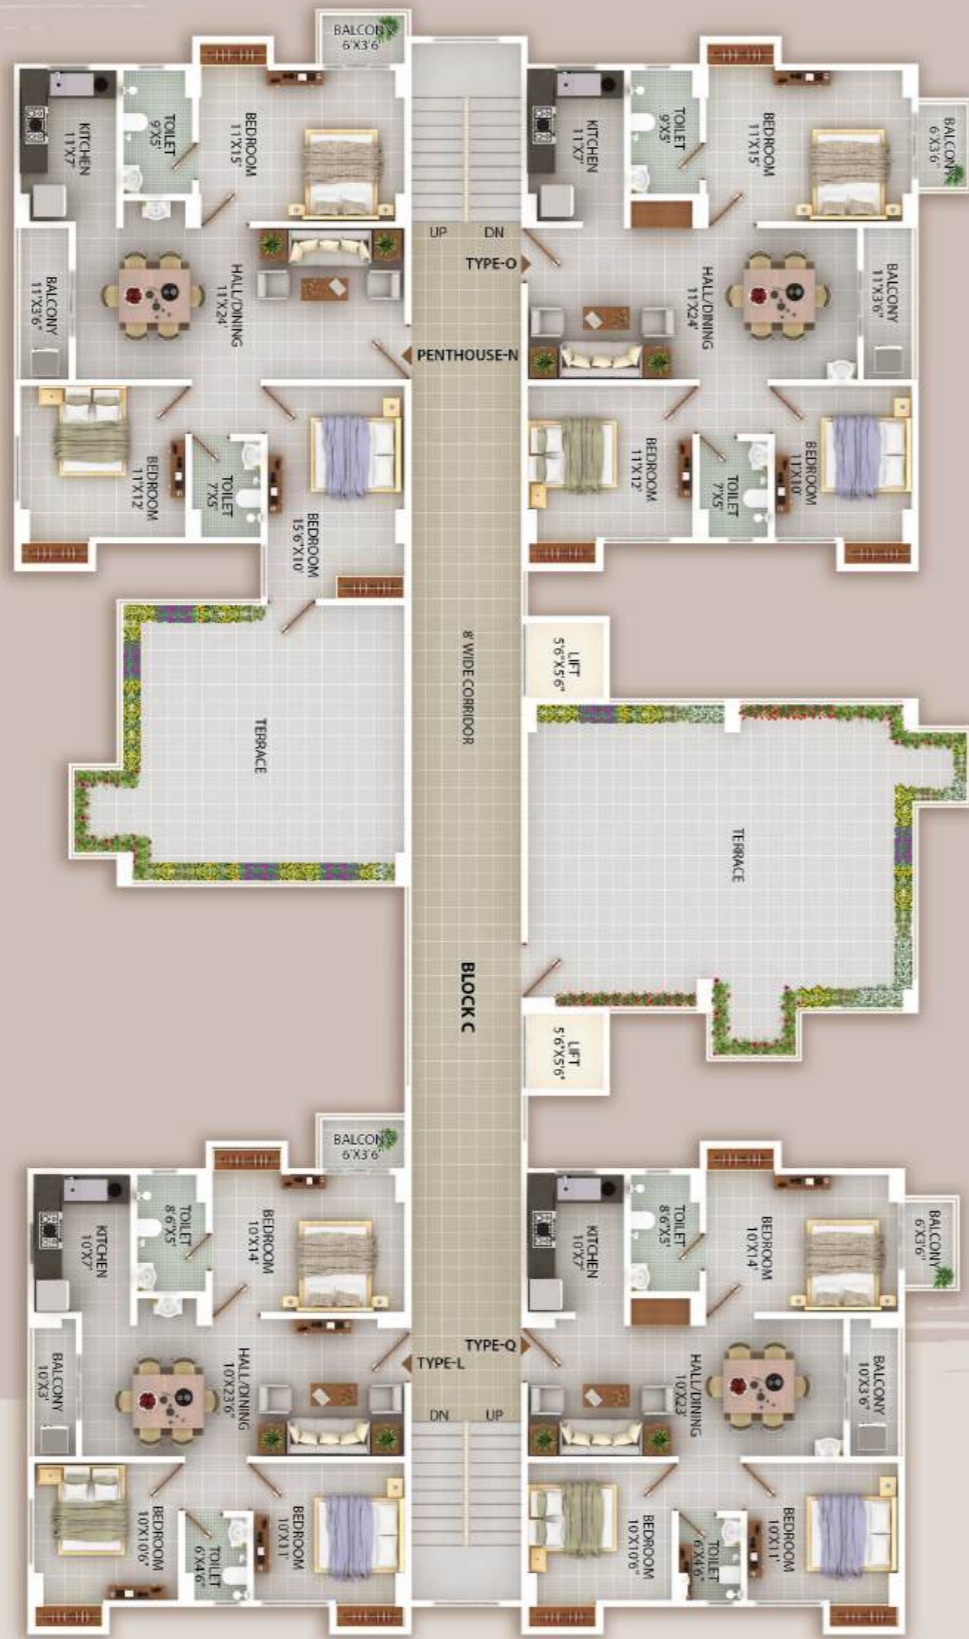 BALCONY
6'X3'6"
KITCHEN
11'X7'
TOILET
9'X5'
BEDROOM
11'X15'
BALCONY
11'X3'6"
HALL/DINING
11'X24'
BEDROOM
11'X12'
TOILET
7'X5'
BEDROOM
15'6"X10'
TERRACE
UP DN
TYPE-O
PENTHOUSE-N
8' WIDE CORRIDOR
BLOCK C
KITCHEN
11'X7'
TOILET
9'X5'
BEDROOM
11'X15'
BALCONY
6'X3'6"
HALL/DINING
11'X24'
BALCONY
11'X3'6"
BEDROOM
11'X12'
TOILET
7'X5'
BEDROOM
11'X10'
LIFT
5'6"X5'6"
TERRACE
LIFT
5'6"X5'6"
BALCONY
6'X3'6"
KITCHEN
10'X7'
TOILET
8'6"X5'
BEDROOM
10'X14'
BALCONY
10'X3'
HALL/DINING
10'X23'6"
BEDROOM
10'X10'6"
TOILET
6'X4'6"
BEDROOM
10'X11'
TYPE-Q
TYPE-L
DN UP
KITCHEN
10'X7'
TOILET
8'6"X5'
BEDROOM
10'X14'
BALCONY
6'X3'6"
HALL/DINING
10'X23'
BALCONY
10'X3'6"
BEDROOM
10'X10'6"
TOILET
6'X4'6"
BEDROOM
10'X11'